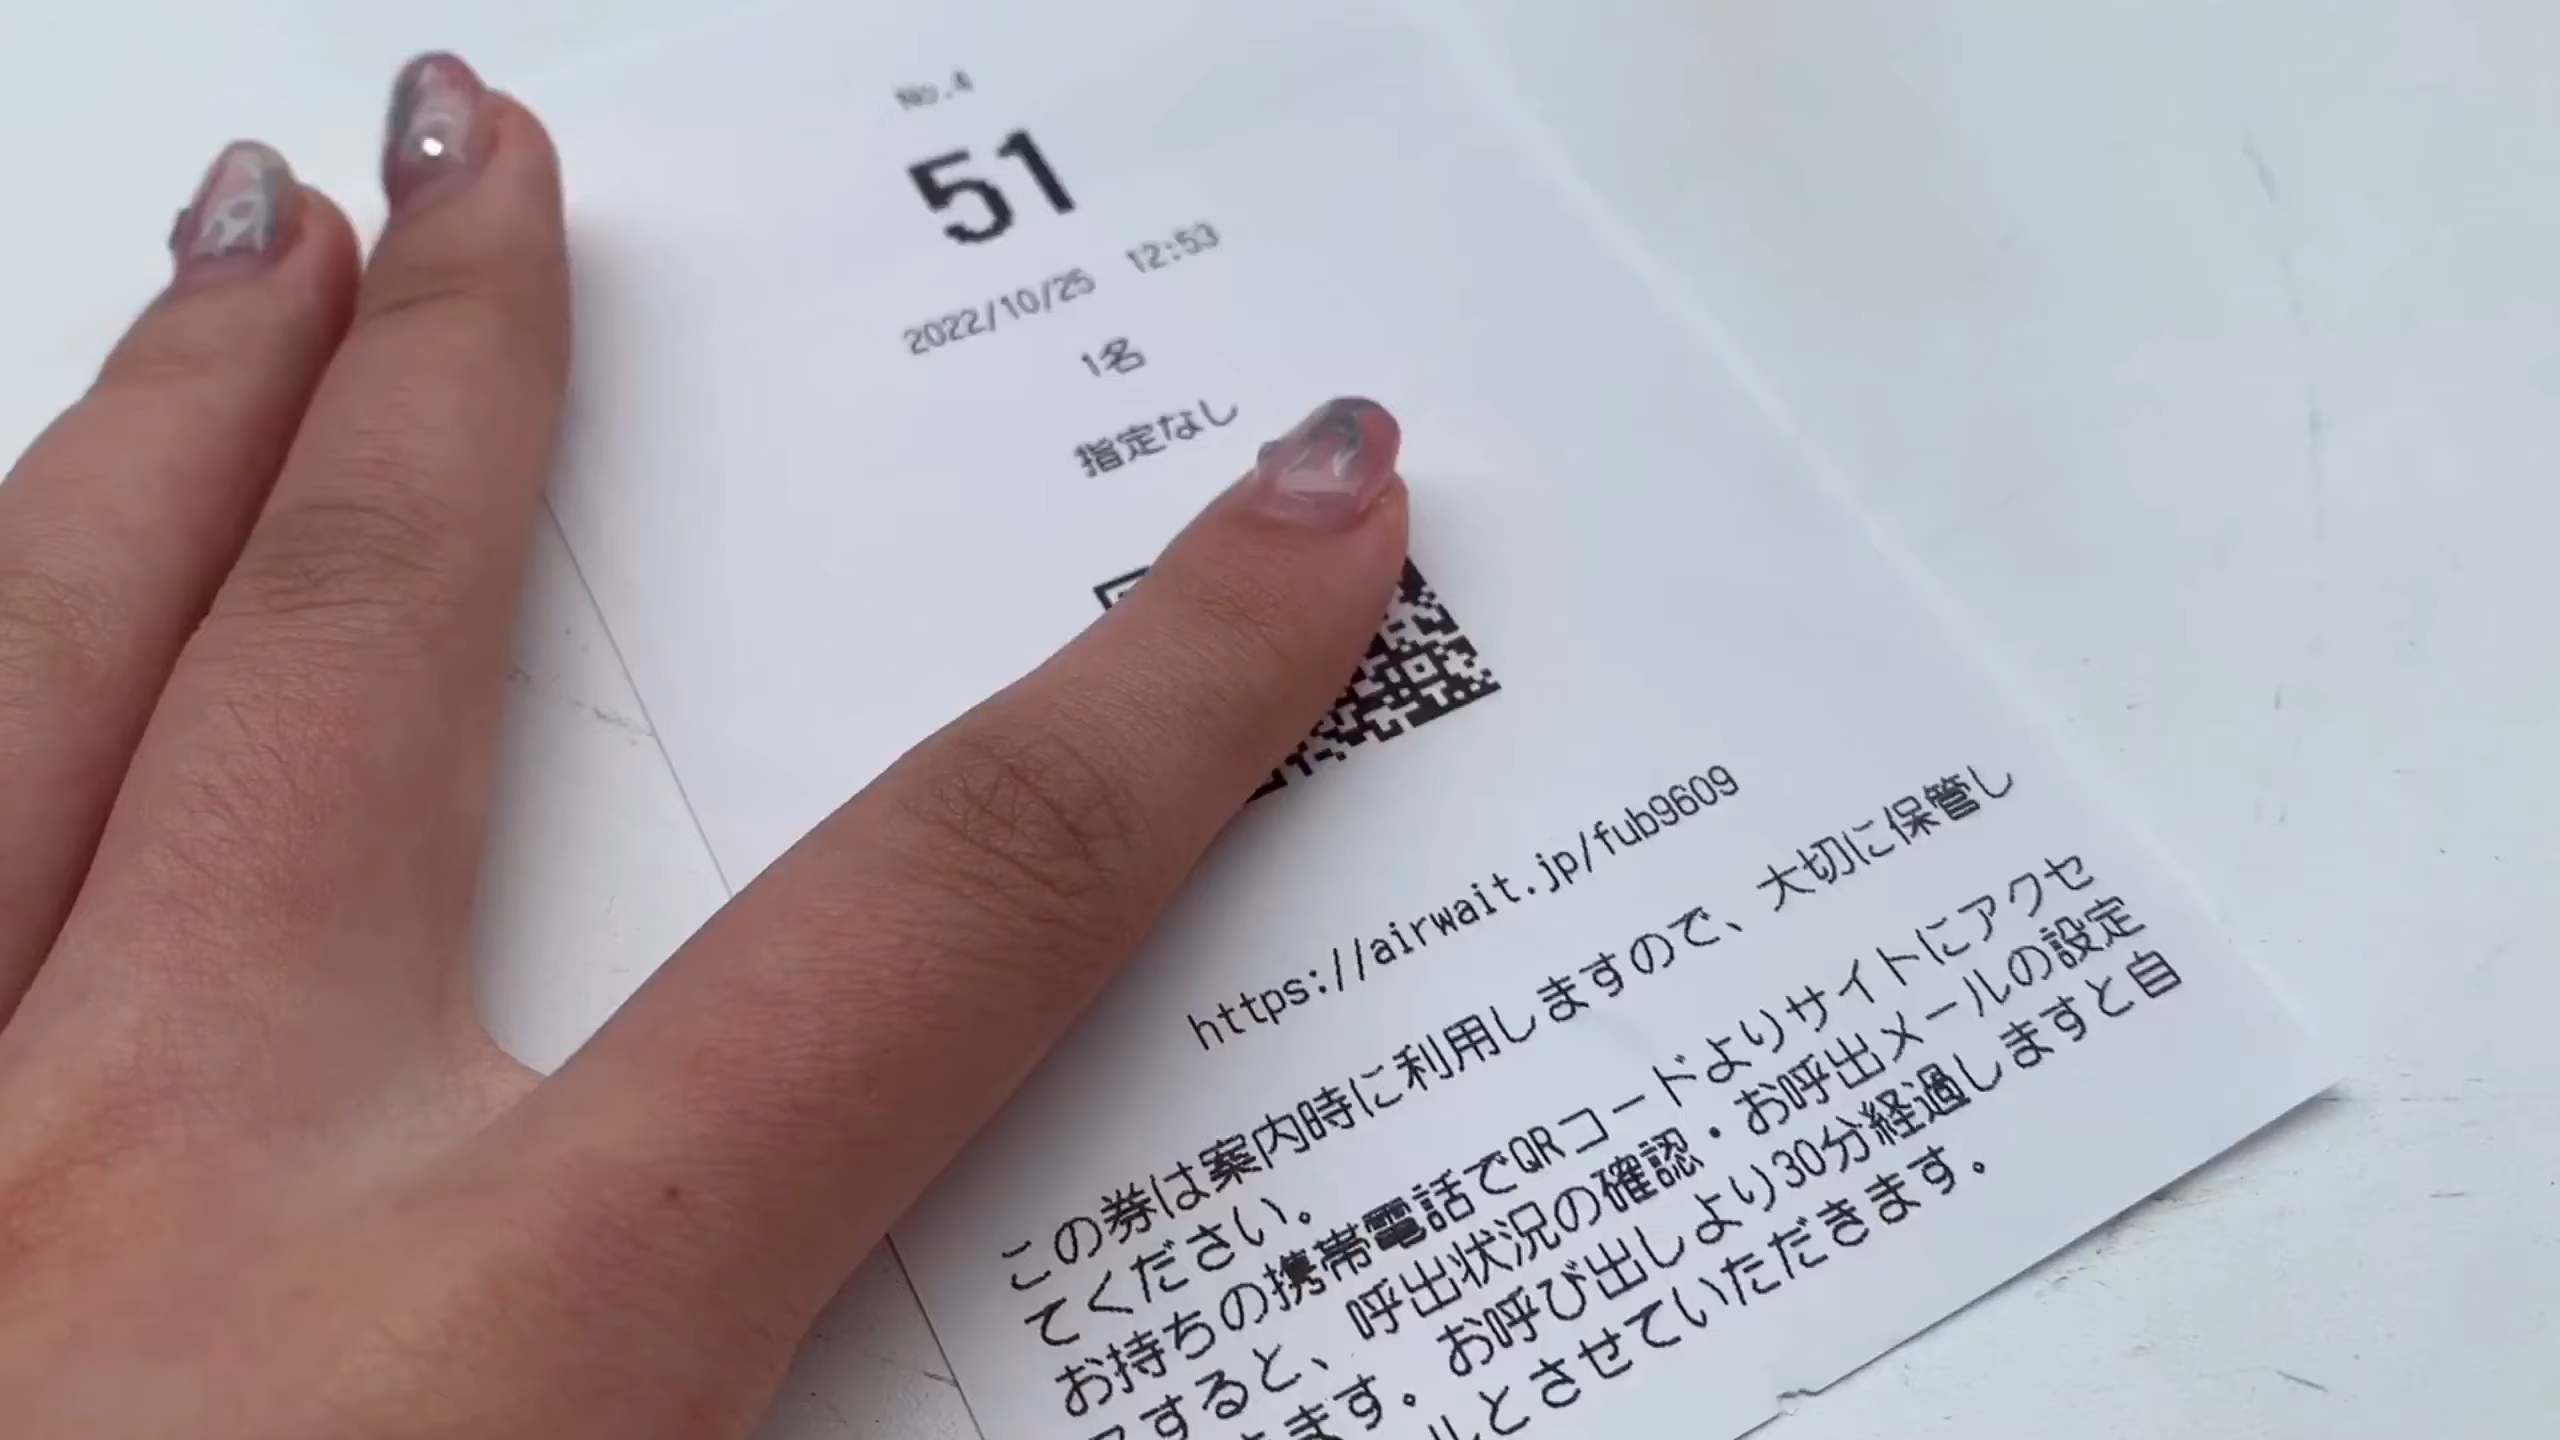 No.4
51
2022/10/25 12:53
1名
指定なし
https://airwait.jp/fub9609
この券は案内時に利用しますので、大切に保管し
てください。
お持ちの携帯電話でQRコードよりサイトにアクセ
スすると、呼出状況の確認・お呼出メールの設定
きます。お呼び出しより30分経過しますと自
ルとさせていただきます。